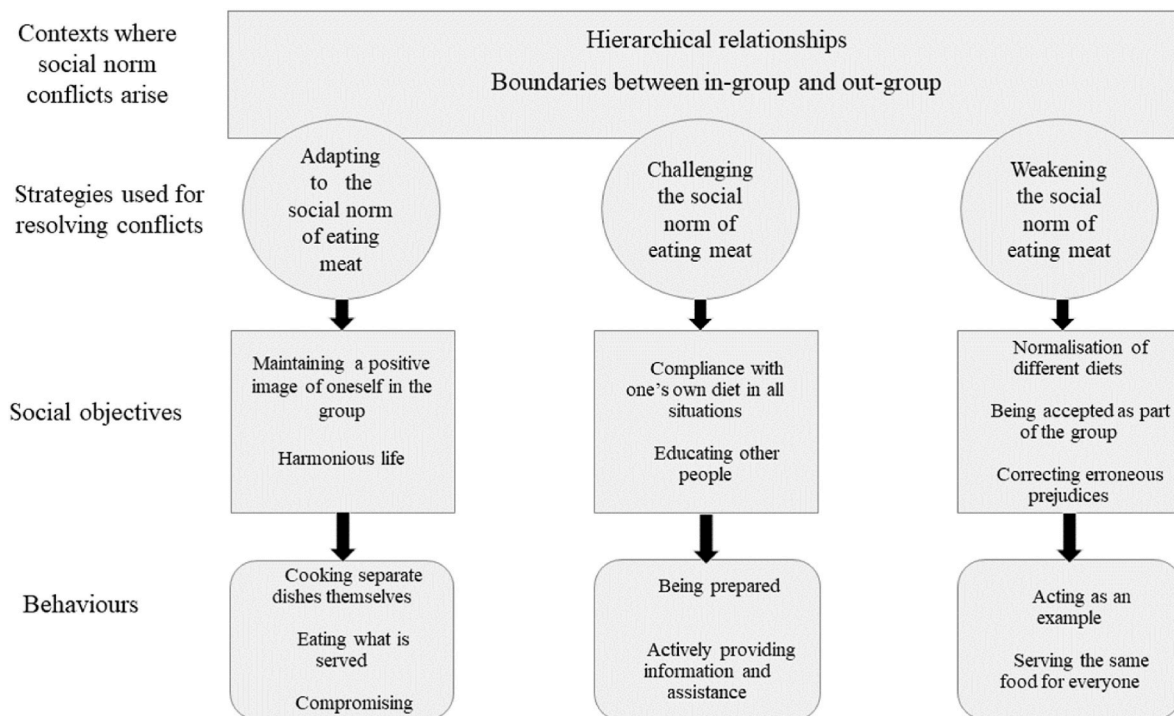 Contexts where
social norm
conflicts arise
Hierarchical relationships
Boundaries between in-group and out-group
Strategies used for
resolving conflicts
Adapting
to the
social norm
of eating
meat
Challenging
the social
norm of
eating meat
Weakening
the social
norm of
eating meat
Social objectives
Maintaining a positive
image of oneself in the
group
Harmonious life
Compliance with
one's own diet in all
situations
Educating other
people
Normalisation of
different diets
Being accepted as part
of the group
Correcting erroneous
prejudices
Behaviours
Cooking separate
dishes themselves
Eating what is
served
Compromising
Being prepared
Actively providing
information and
assistance
Acting as an
example
Serving the same
food for everyone